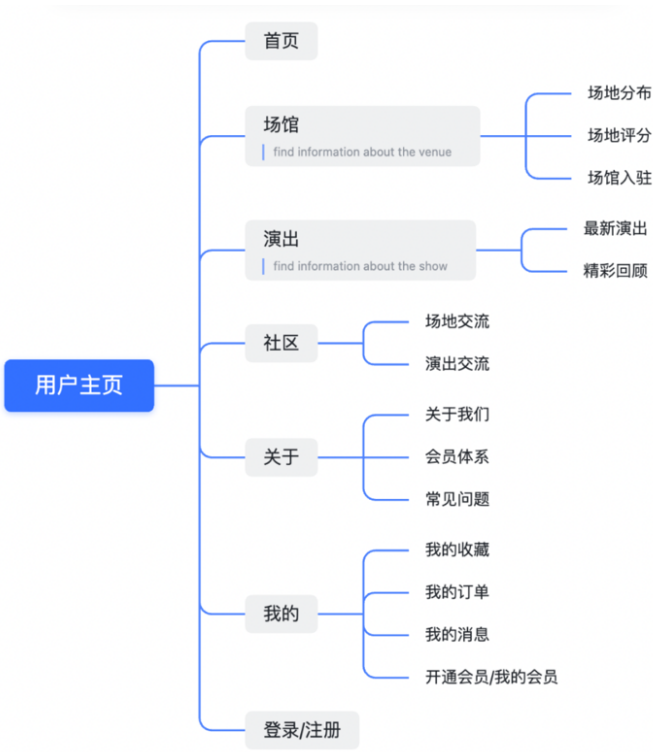 首页
场馆
find information about the venue
场地分布
场地评分
场馆入驻
演出
find information about the show
最新演出
精彩回顾
社区
场地交流
演出交流
用户主页
关于
关于我们
会员体系
常见问题
我的
我的收藏
我的订单
我的消息
开通会员/我的会员
登录/注册